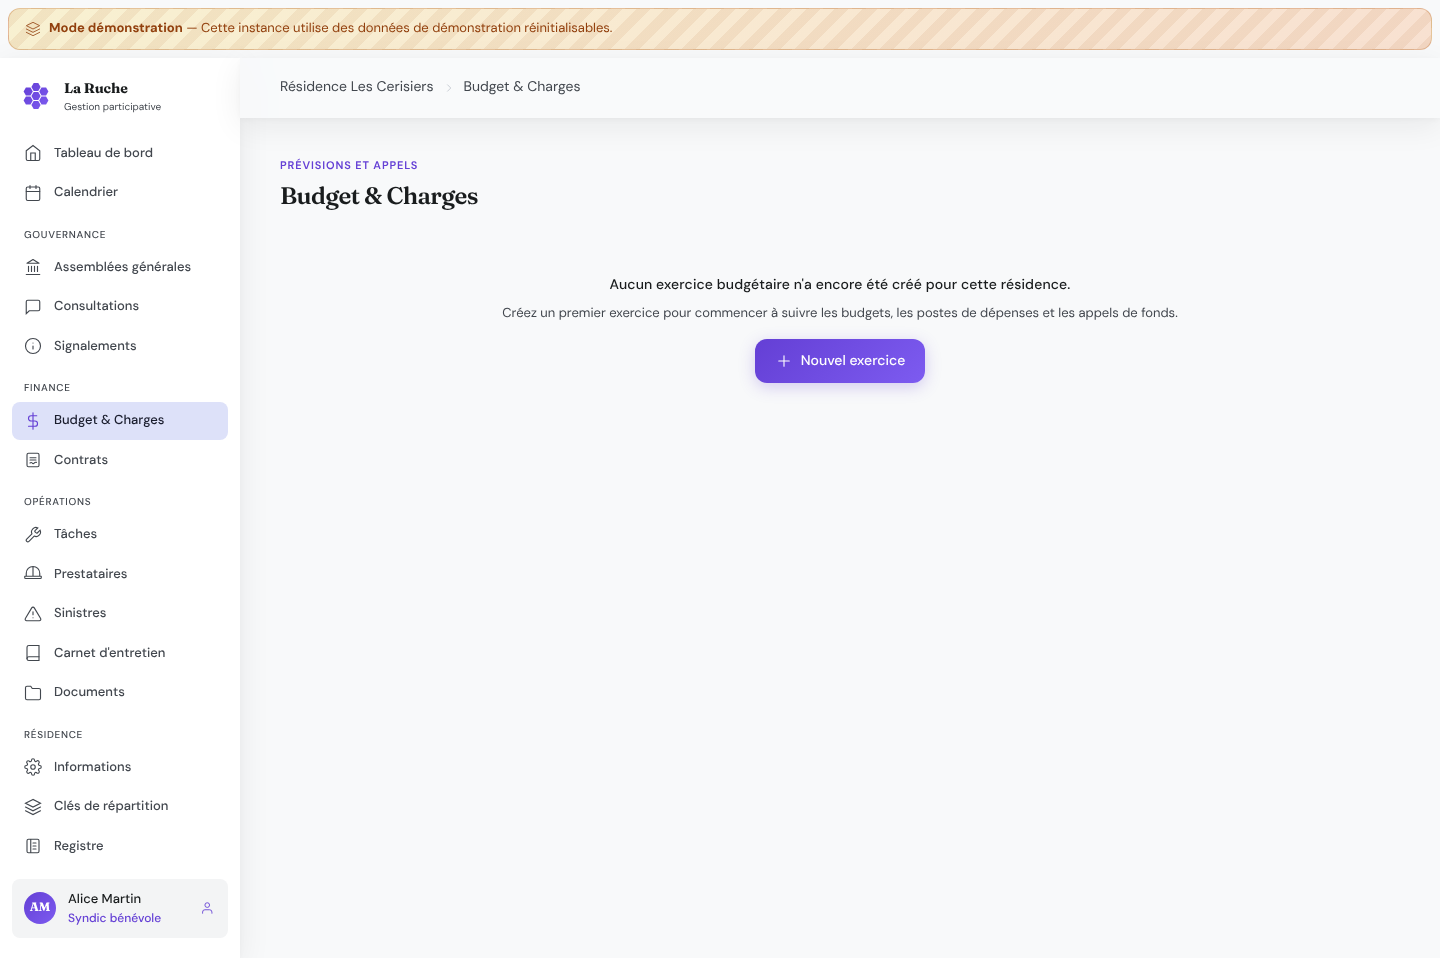 Mode démonstration — Cette instance utilise des données de démonstration réinitialisables.
La Ruche
Gestion participative
Tableau de bord
Calendrier
GOUVERNANCE
Assemblées générales
Consultations
Signalements
FINANCE
Budget & Charges
Contrats
OPÉRATIONS
Tâches
Prestataires
Sinistres
Carnet d'entretien
Documents
RÉSIDENCE
Informations
Clés de répartition
Registre
AM
Alice Martin
Syndic bénévole
Résidence Les Cerisiers > Budget & Charges
PRÉVISIONS ET APPELS
Budget & Charges
Aucun exercice budgétaire n'a encore été créé pour cette résidence.
Créez un premier exercice pour commencer à suivre les budgets, les postes de dépenses et les appels de fonds.
Nouvel exercice